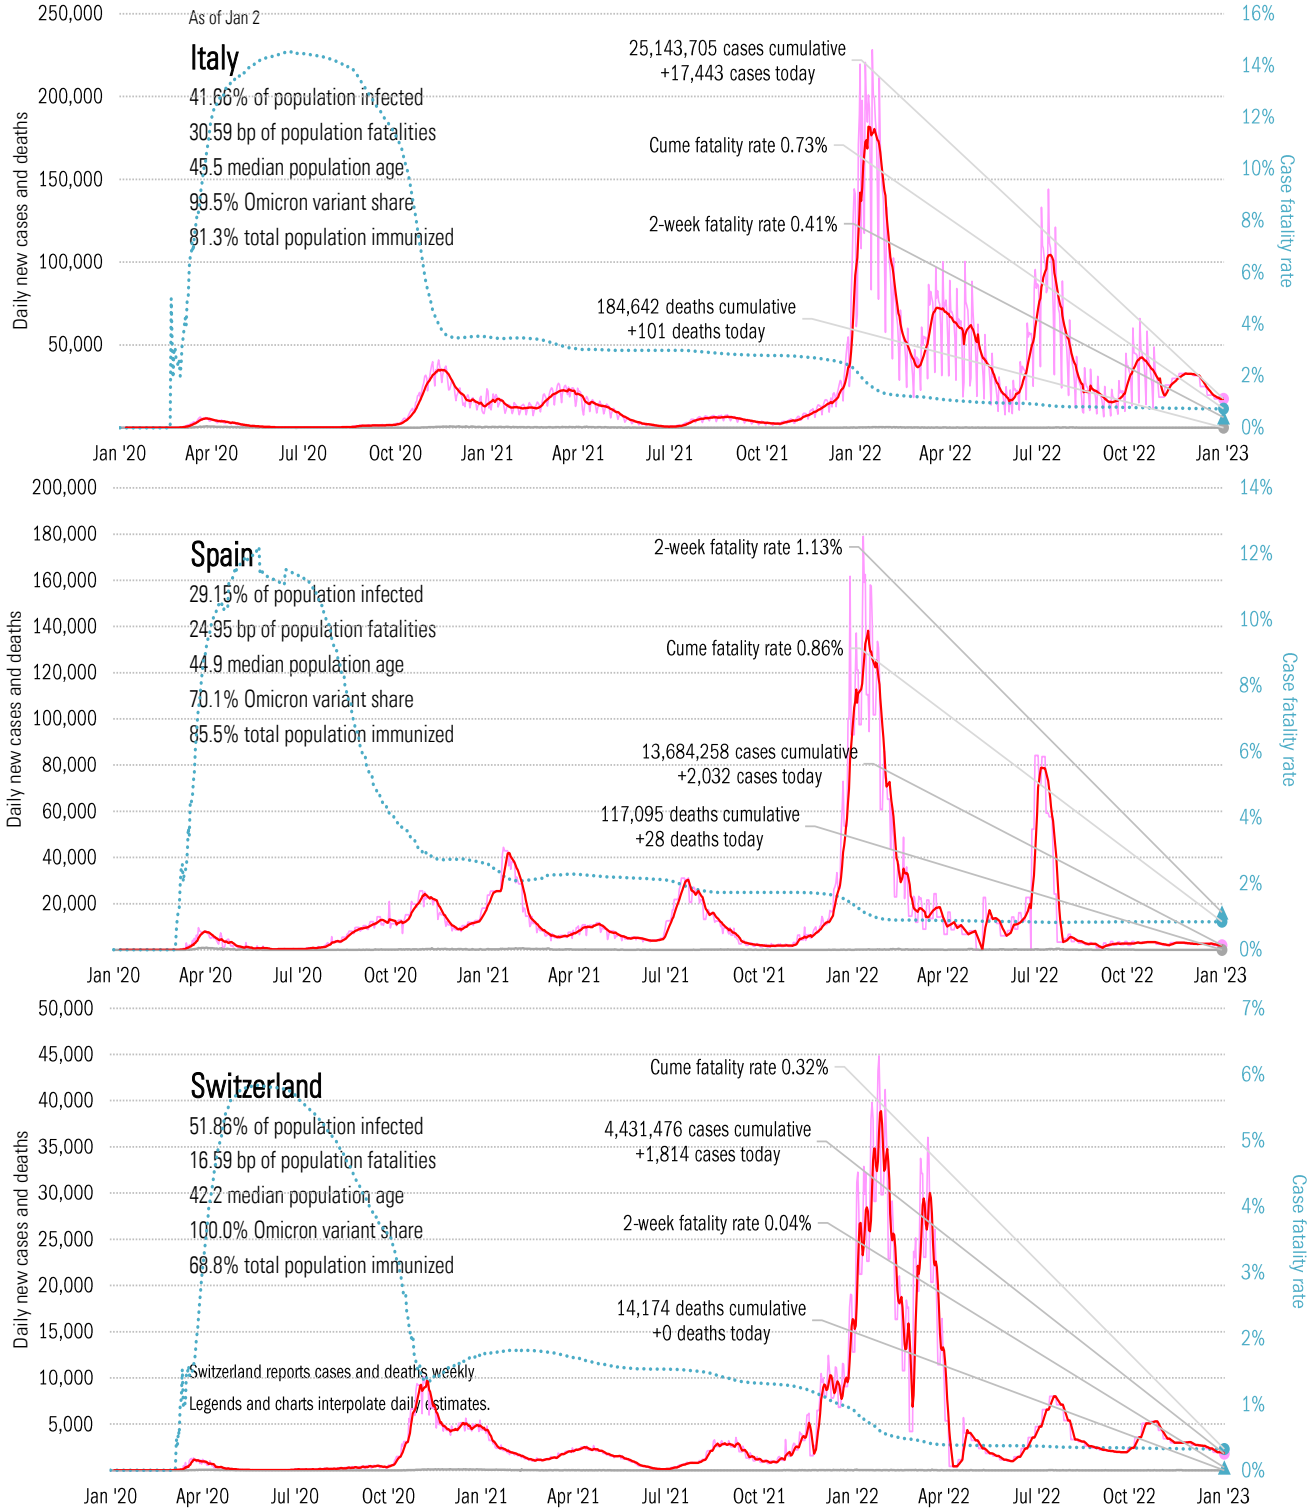 As of Jan 2
Italy
41.66% of population infected
30.59 bp of population fatalities
45.5 median population age
99.5% Omicron variant share
81.3% total population immunized
25,143,705 cases cumulative
+17,443 cases today
Cume fatality rate 0.73%
2-week fatality rate 0.41%
184,642 deaths cumulative
+101 deaths today
Daily new cases and deaths
250,000
200,000
150,000
100,000
50,000
Case fatality rate
16%
14%
12%
10%
8%
6%
4%
2%
0%
Jan '20 Apr '20 Jul '20 Oct '20 Jan '21 Apr '21 Jul '21 Oct '21 Jan '22 Apr '22 Jul '22 Oct '22 Jan '23
Spain
29.15% of population infected
24.95 bp of population fatalities
44.9 median population age
70.1% Omicron variant share
85.5% total population immunized
2-week fatality rate 1.13%
Cume fatality rate 0.86%
13,684,258 cases cumulative
+2,032 cases today
117,095 deaths cumulative
+28 deaths today
Daily new cases and deaths
200,000
180,000
160,000
140,000
120,000
100,000
80,000
60,000
40,000
20,000
Case fatality rate
14%
12%
10%
8%
6%
4%
2%
0%
Jan '20 Apr '20 Jul '20 Oct '20 Jan '21 Apr '21 Jul '21 Oct '21 Jan '22 Apr '22 Jul '22 Oct '22 Jan '23
Switzerland
51.86% of population infected
16.59 bp of population fatalities
42.2 median population age
100.0% Omicron variant share
68.8% total population immunized
Switzerland reports cases and deaths weekly.
Legends and charts interpolate daily estimates.
Cume fatality rate 0.32%
4,431,476 cases cumulative
+1,814 cases today
2-week fatality rate 0.04%
14,174 deaths cumulative
+0 deaths today
Daily new cases and deaths
50,000
45,000
40,000
35,000
30,000
25,000
20,000
15,000
10,000
5,000
Case fatality rate
7%
6%
5%
4%
3%
2%
1%
0%
Jan '20 Apr '20 Jul '20 Oct '20 Jan '21 Apr '21 Jul '21 Oct '21 Jan '22 Apr '22 Jul '22 Oct '22 Jan '23